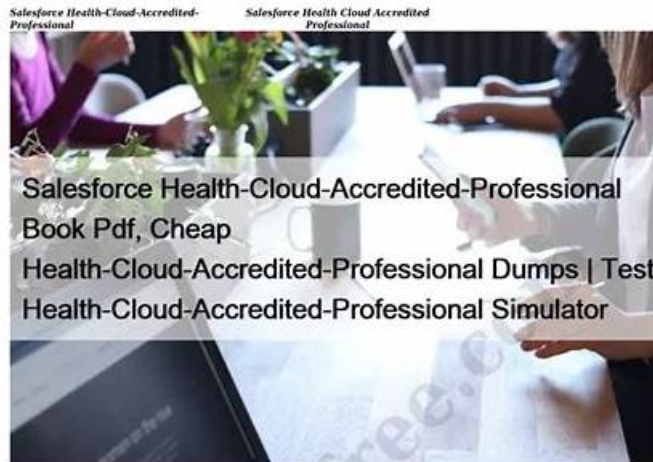 Salesforce Health-Cloud-Accredited-
Professional
Salesforce Health Cloud Accredited
Professional
Salesforce Health-Cloud-Accredited-Professional
Book Pdf, Cheap
Health-Cloud-Accredited-Professional Dumps | Test
Health-Cloud-Accredited-Professional Simulator